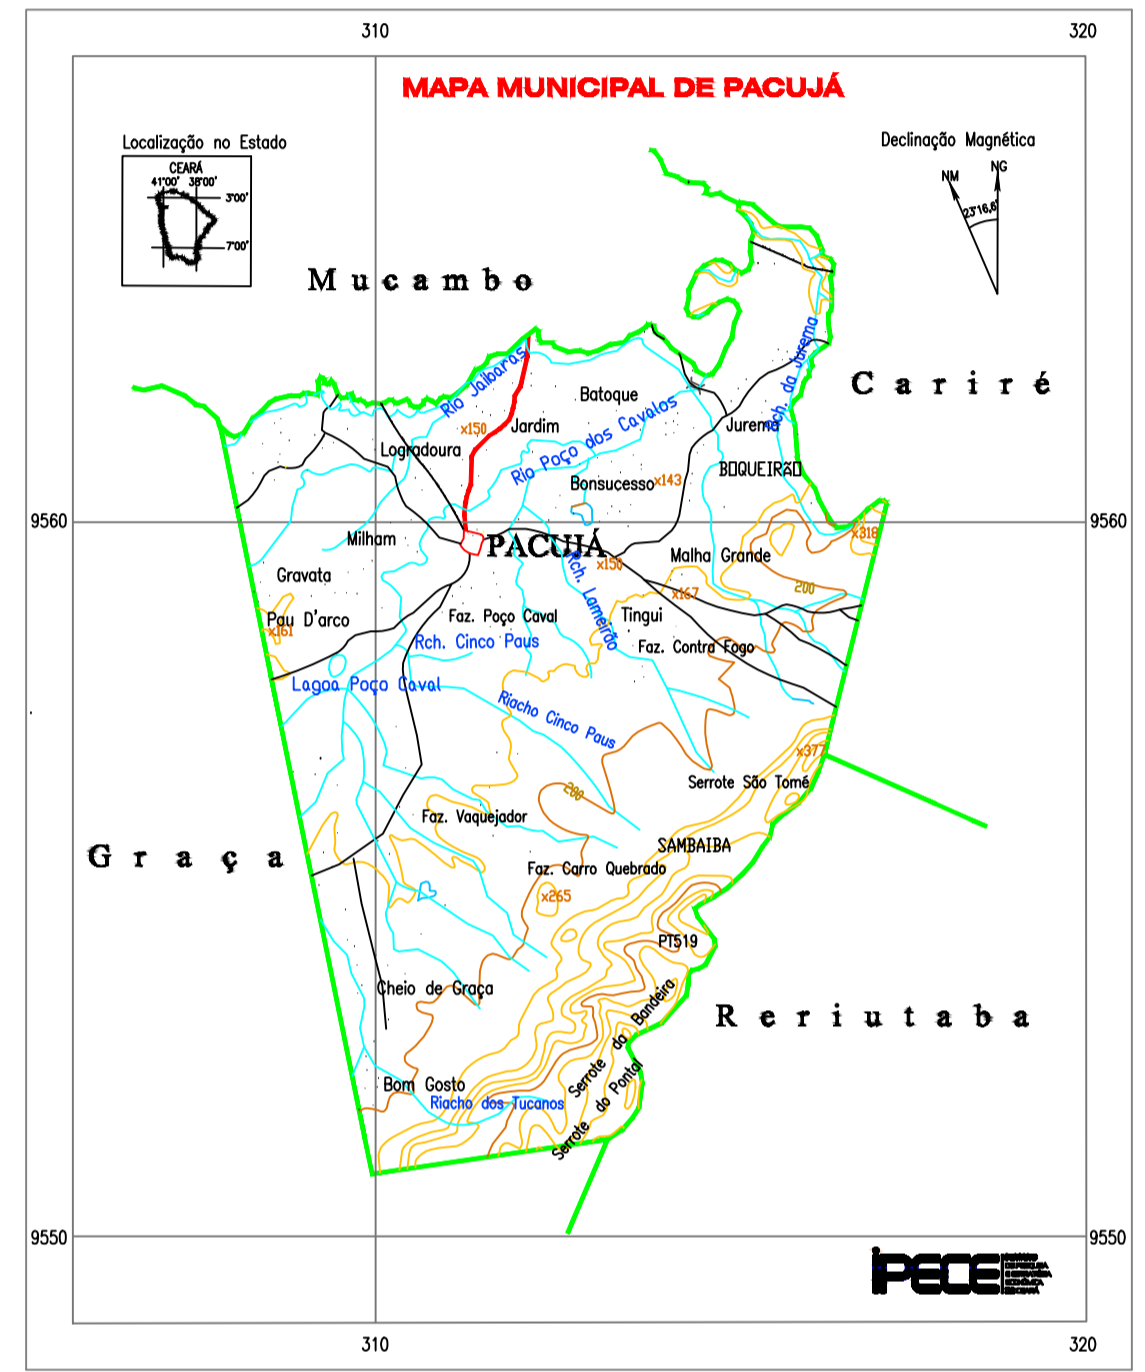 310
320
MAPA MUNICIPAL DE PACUJÁ
Localização no Estado
CEARÁ
41°00' 38°00'
3°00'
7°00'
Declinação Magnética
NM
NG
23°16,6'
Mucambo
Cariré
Rio Jaibaras
Rch. da Jurema
Batoque
x150
Jardim
Rio Poço dos Cavalos
Jurema
Logradoura
B▯QUEIRã▯
Bonsucesso
x143
9560
9560
x318
Milham
PACUJÁ
Malha Grande
x150
Rch. Lameirão
Gravata
200
x167
Pau D'arco
x161
Faz. Poço Caval
Tingui
Rch. Cinco Paus
Faz. Contra Fogo
Lagoa Poço Caval
Riacho Cinco Paus
x377
Serrote São Tomé
200
Faz. Vaquejador
SAMBAIBA
Graça
Faz. Carro Quebrado
x265
PT519
Cheio de Graça
Serrote da Bandeira
Reriutaba
Bom Gosto
Riacho dos Tucanos
Serrote do Pontal
9550
9550
IPECE
310
320